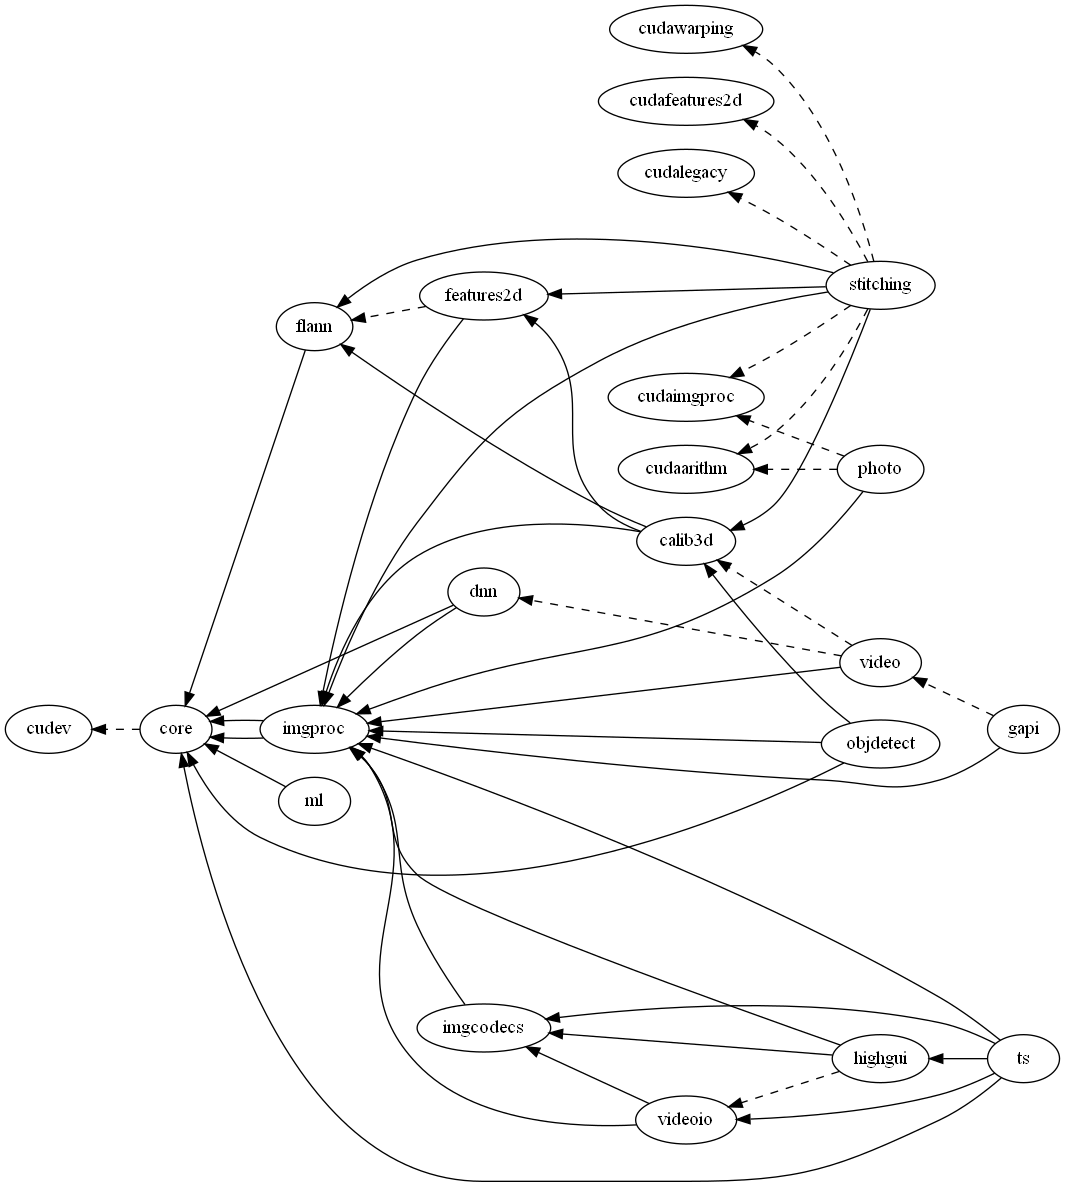 cudawarping
cudafeatures2d
cudalegacy
stitching
features2d
flann
cudaimgproc
cudaarithm
photo
calib3d
dnn
video
cudev
core
imgproc
objdetect
gapi
ml
imgcodecs
highgui
ts
videoio